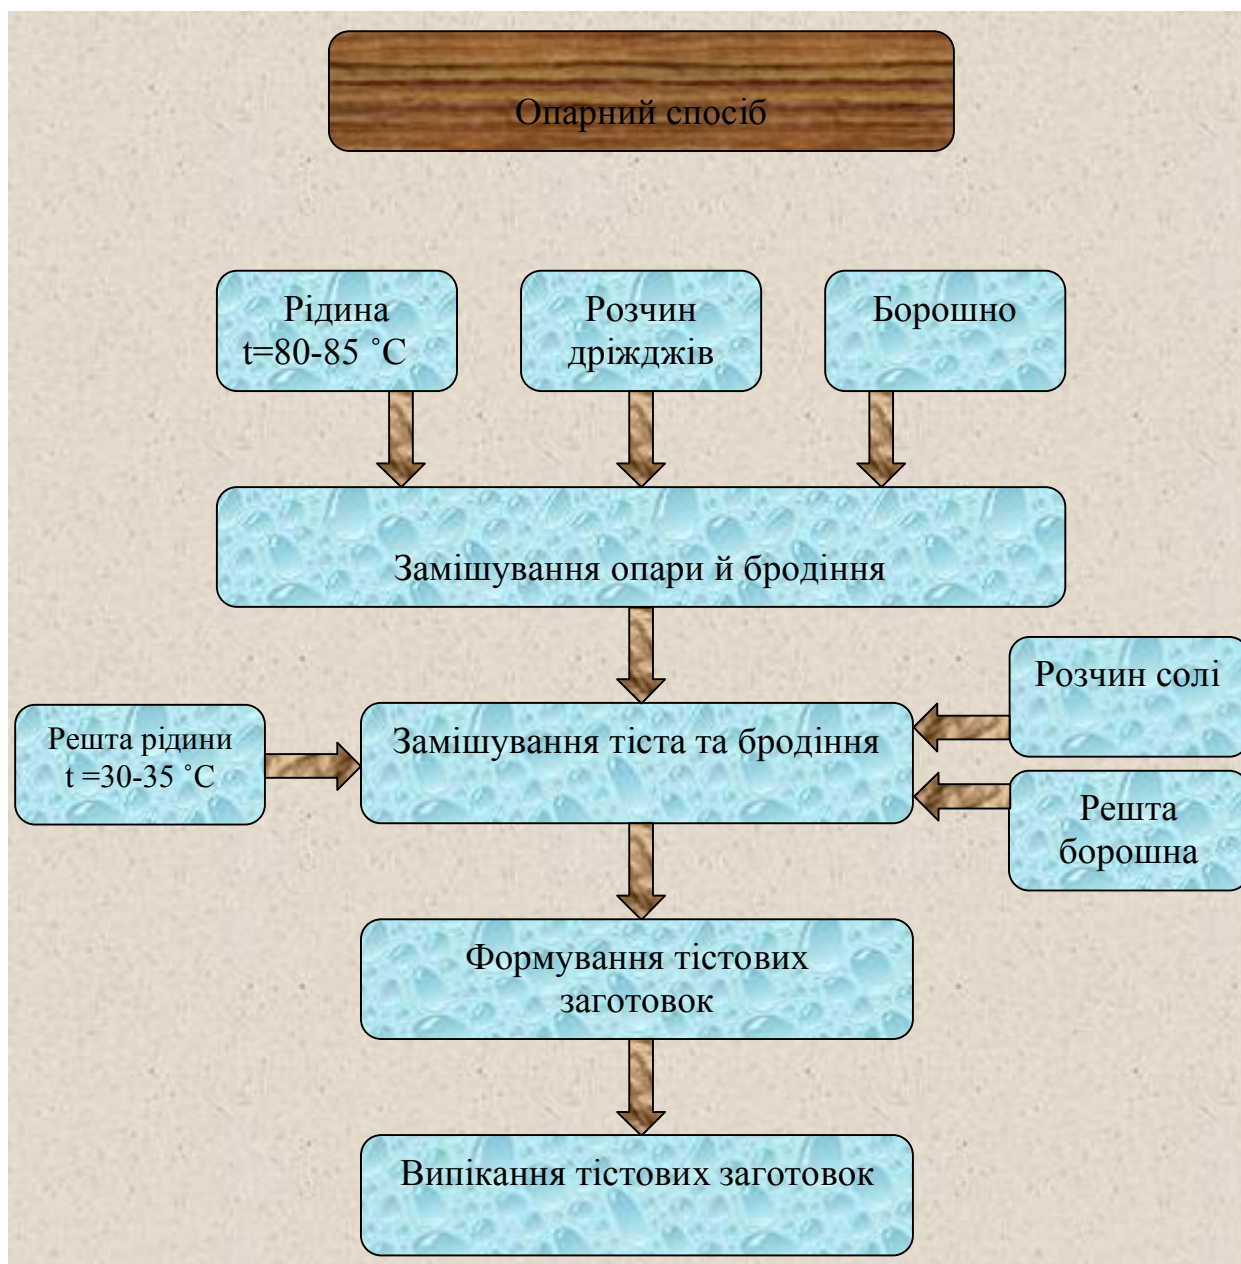 Опарний спосіб
Рідина
t=80-85 ˚С
Розчин
дріжджів
Борошно
Замішування опари й бродіння
Розчин солі
Решта рідини
t =30-35 ˚С
Замішування тіста та бродіння
Решта
борошна
Формування тістових
заготовок
Випікання тістових заготовок